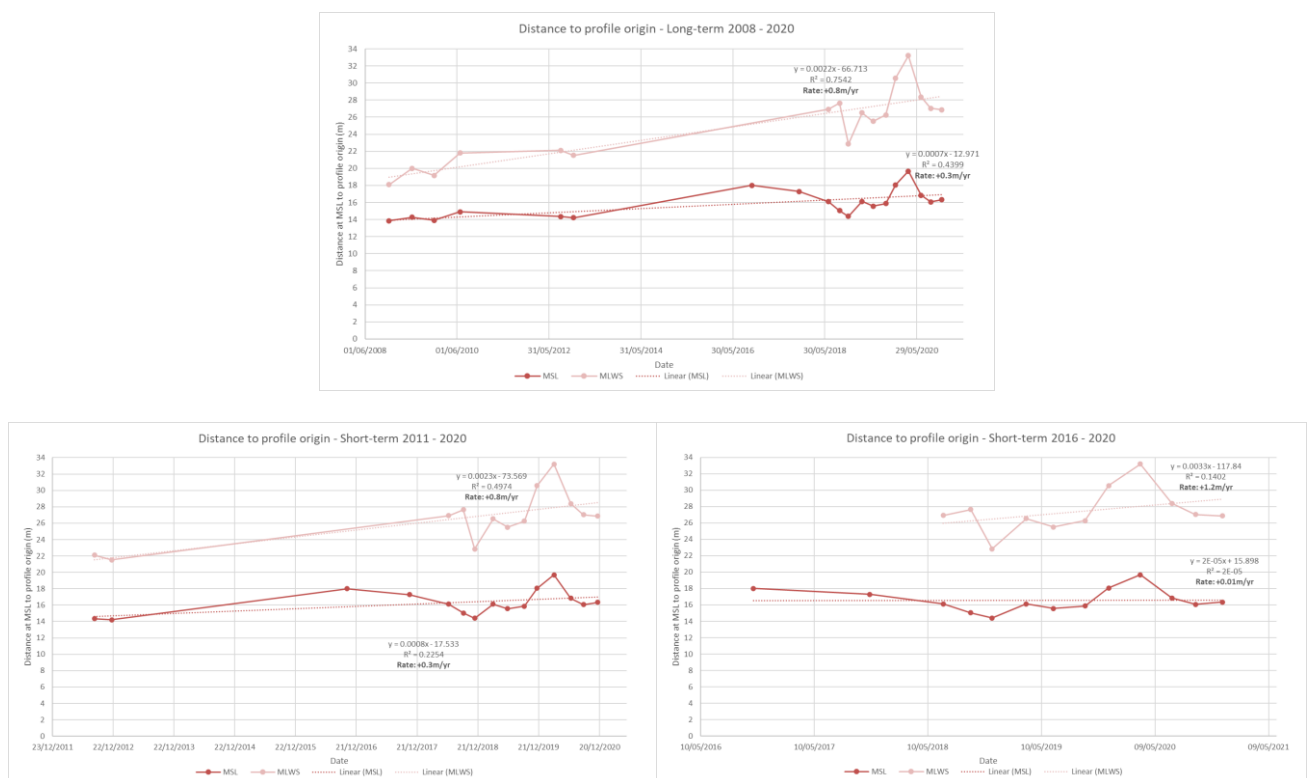 Distance to profile origin - Long-term 2008 - 2020
Distance at MSL to profile origin (m)
34
32
30
28
26
24
22
20
18
16
14
12
10
8
6
4
2
0
y = 0.0022x - 66.713
R² = 0.7542
Rate: +0.8m/yr
y = 0.0007x - 12.971
R² = 0.4399
Rate: +0.3m/yr
01/06/2008 01/06/2010 31/05/2012 31/05/2014 30/05/2016 30/05/2018 29/05/2020
Date
MSL MLWS Linear (MSL) Linear (MLWS)
Distance to profile origin - Short-term 2011 - 2020
Distance at MSL to profile origin (m)
34
32
30
28
26
24
22
20
18
16
14
12
10
8
6
4
2
0
y = 0.0023x - 73.569
R² = 0.4974
Rate: +0.8m/yr
y = 0.0008x - 17.533
R² = 0.2254
Rate: +0.3m/yr
23/12/2011 22/12/2012 22/12/2013 22/12/2014 22/12/2015 21/12/2016 21/12/2017 21/12/2018 21/12/2019 20/12/2020
Date
MSL MLWS Linear (MSL) Linear (MLWS)
Distance to profile origin - Short-term 2016 - 2020
Distance at MSL to profile origin (m)
34
32
30
28
26
24
22
20
18
16
14
12
10
8
6
4
2
0
y = 0.0033x - 117.84
R² = 0.1402
Rate: +1.2m/yr
y = 2E-05x + 15.898
R² = 2E-05
Rate: +0.01m/yr
10/05/2016 10/05/2017 10/05/2018 10/05/2019 09/05/2020 09/05/2021
Date
MSL MLWS Linear (MSL) Linear (MLWS)